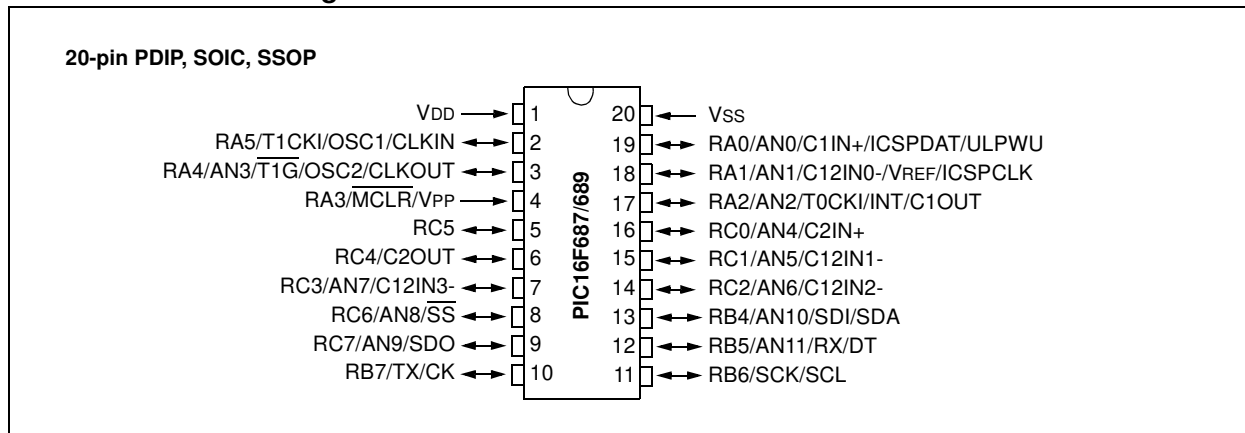 20-pin PDIP, SOIC, SSOP
VDD 1 20 VSS
RA5/T1CKI/OSC1/CLKIN 2 19 RA0/AN0/C1IN+/ICSPDAT/ULPWU
RA4/AN3/T1G/OSC2/CLKOUT 3 18 RA1/AN1/C12IN0-/VREF/ICSPCLK
RA3/MCLR/VPP 4 17 RA2/AN2/T0CKI/INT/C1OUT
RC5 5 16 RC0/AN4/C2IN+
RC4/C2OUT 6 15 RC1/AN5/C12IN1-
RC3/AN7/C12IN3- 7 14 RC2/AN6/C12IN2-
RC6/AN8/SS 8 13 RB4/AN10/SDI/SDA
RC7/AN9/SDO 9 12 RB5/AN11/RX/DT
RB7/TX/CK 10 11 RB6/SCK/SCL
PIC16F687/689